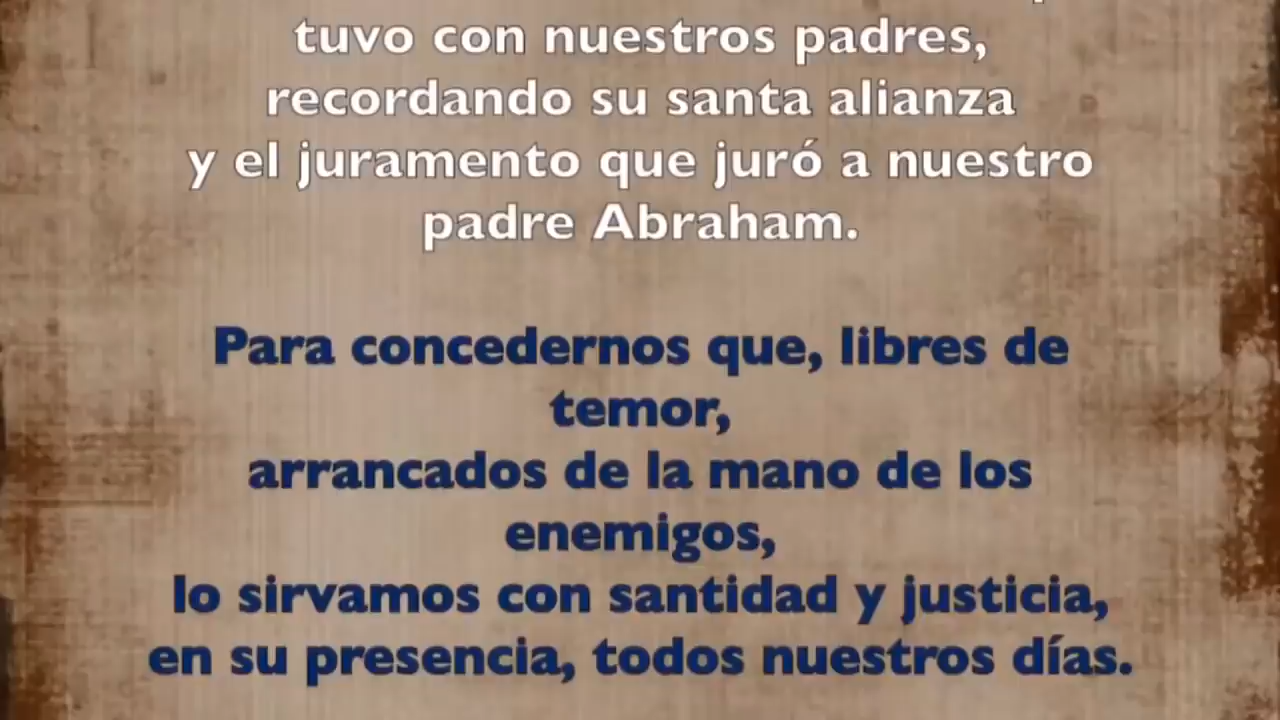 tuvo con nuestros padres,
recordando su santa alianza
y el juramento que juró a nuestro
padre Abraham.
Para concedernos que, libres de
temor,
arrancados de la mano de los
enemigos,
lo sirvamos con santidad y justicia,
en su presencia, todos nuestros días.